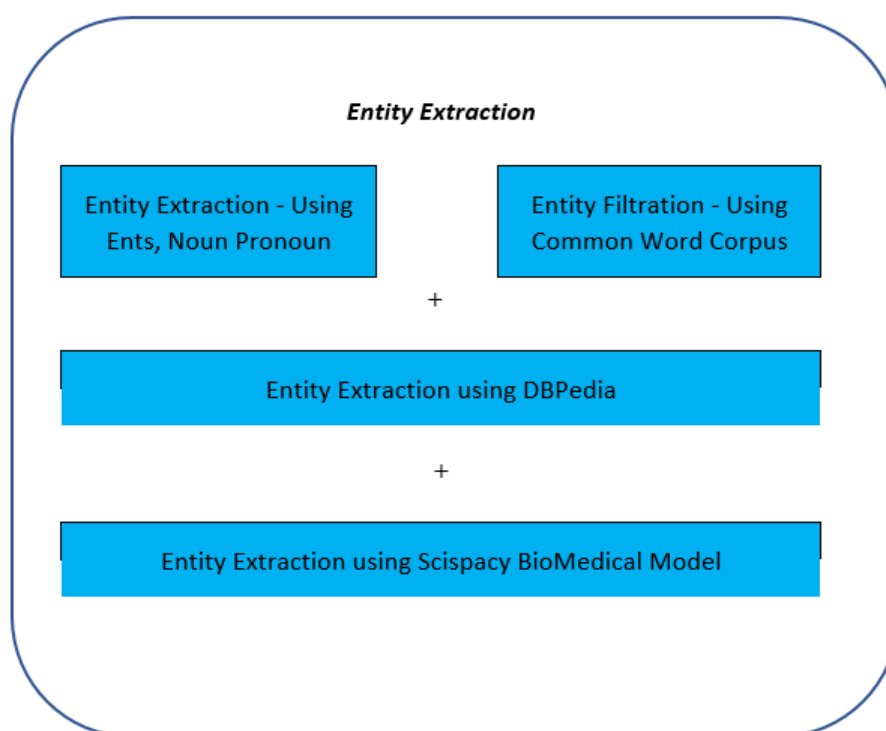 Entity Extraction
Entity Extraction - Using
Ents, Noun Pronoun
Entity Filtration - Using
Common Word Corpus
+
Entity Extraction using DBPedia
+
Entity Extraction using Scispacy BioMedical Model